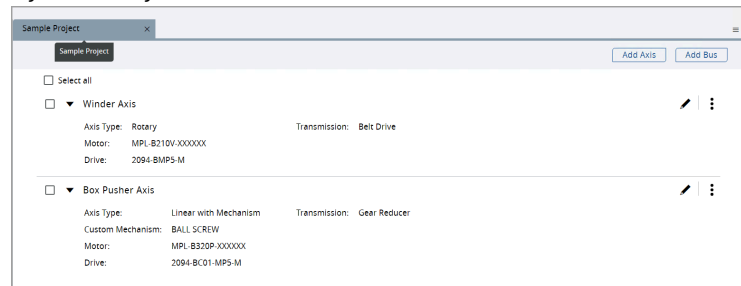 Sample Project ×
Sample Project
Add Axis Add Bus
Select all
Winder Axis
Axis Type: Rotary Transmission: Belt Drive
Motor: MPL-B210V-XXXXXX
Drive: 2094-BMP5-M
Box Pusher Axis
Axis Type: Linear with Mechanism Transmission: Gear Reducer
Custom Mechanism: BALL SCREW
Motor: MPL-B320P-XXXXXX
Drive: 2094-BC01-MP5-M